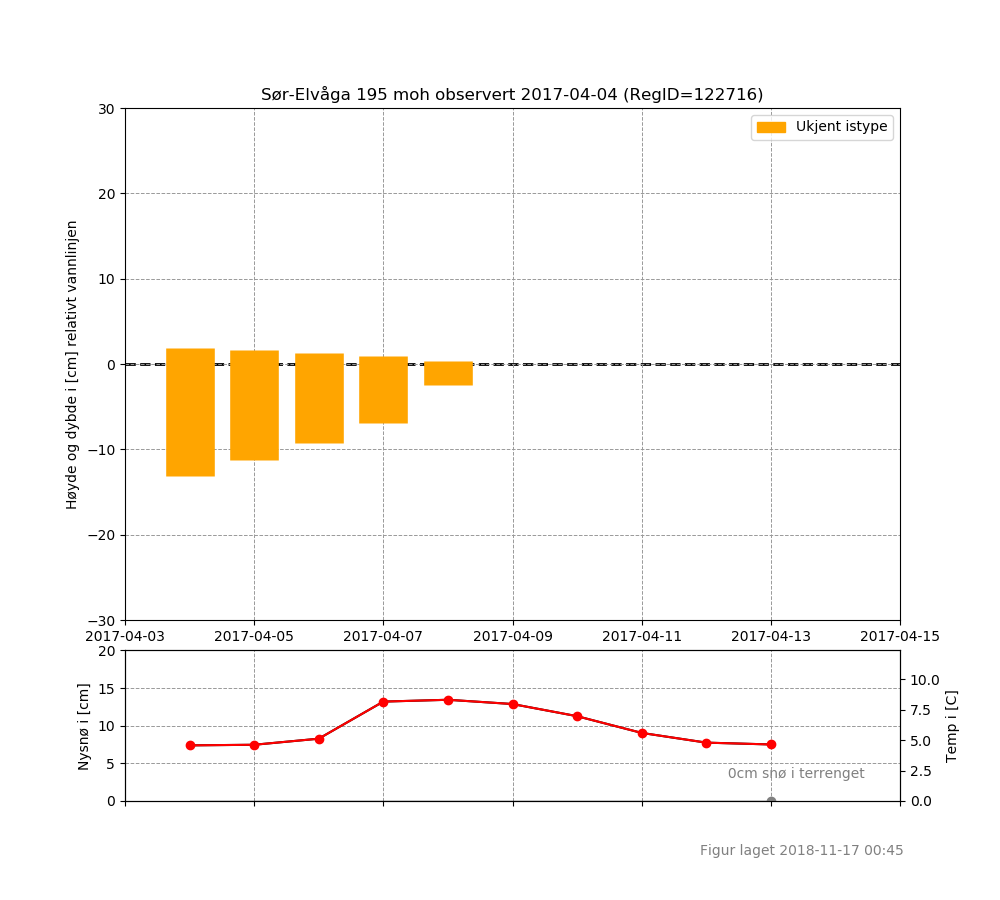 Sør-Elvåga 195 moh observert 2017-04-04 (RegID=122716)
Ukjent istype
Høyde og dybde i [cm] relativt vannlinjen
30
20
10
0
−10
−20
−30
2017-04-03 2017-04-05 2017-04-07 2017-04-09 2017-04-11 2017-04-13 2017-04-15
Nysnø i [cm]
20
15
10
5
0
10.0
7.5
5.0
2.5
0.0
Temp i [C]
0cm snø i terrenget
Figur laget 2018-11-17 00:45